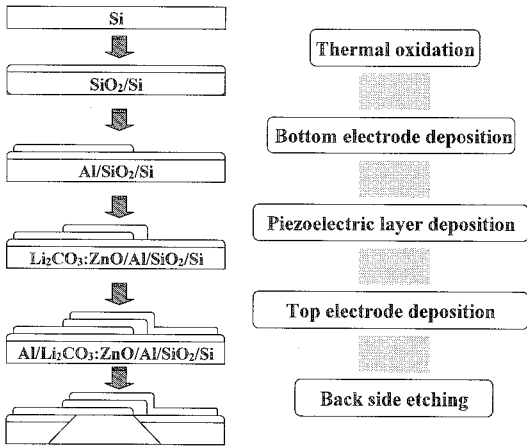 Si
SiO₂/Si
Al/SiO₂/Si
Li₂CO₃:ZnO/Al/SiO₂/Si
Al/Li₂CO₃:ZnO/Al/SiO₂/Si
Thermal oxidation
Bottom electrode deposition
Piezoelectric layer deposition
Top electrode deposition
Back side etching